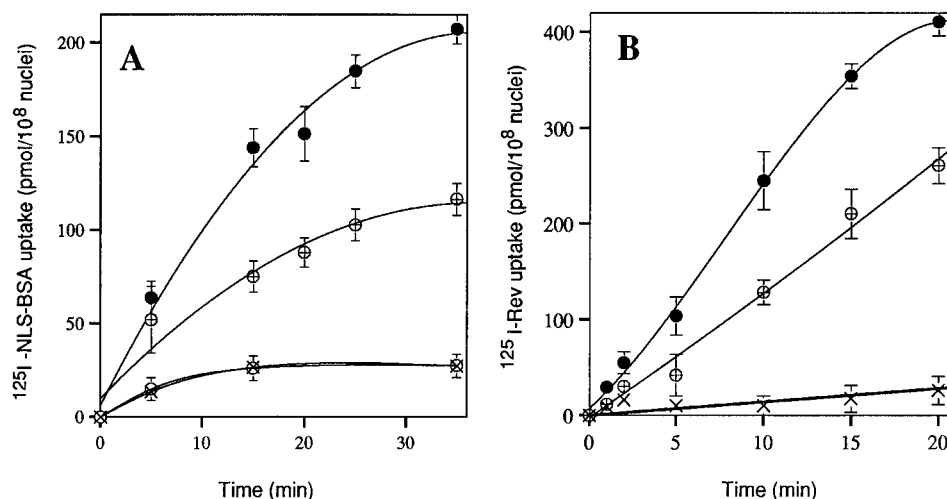 A
¹²⁵I-NLS-BSA uptake (pmol/10⁸ nuclei)
200
150
100
50
0
0 10 20 30
Time (min)
B
¹²⁵I-Rev uptake (pmol/10⁸ nuclei)
400
300
200
100
0
0 5 10 15 20
Time (min)